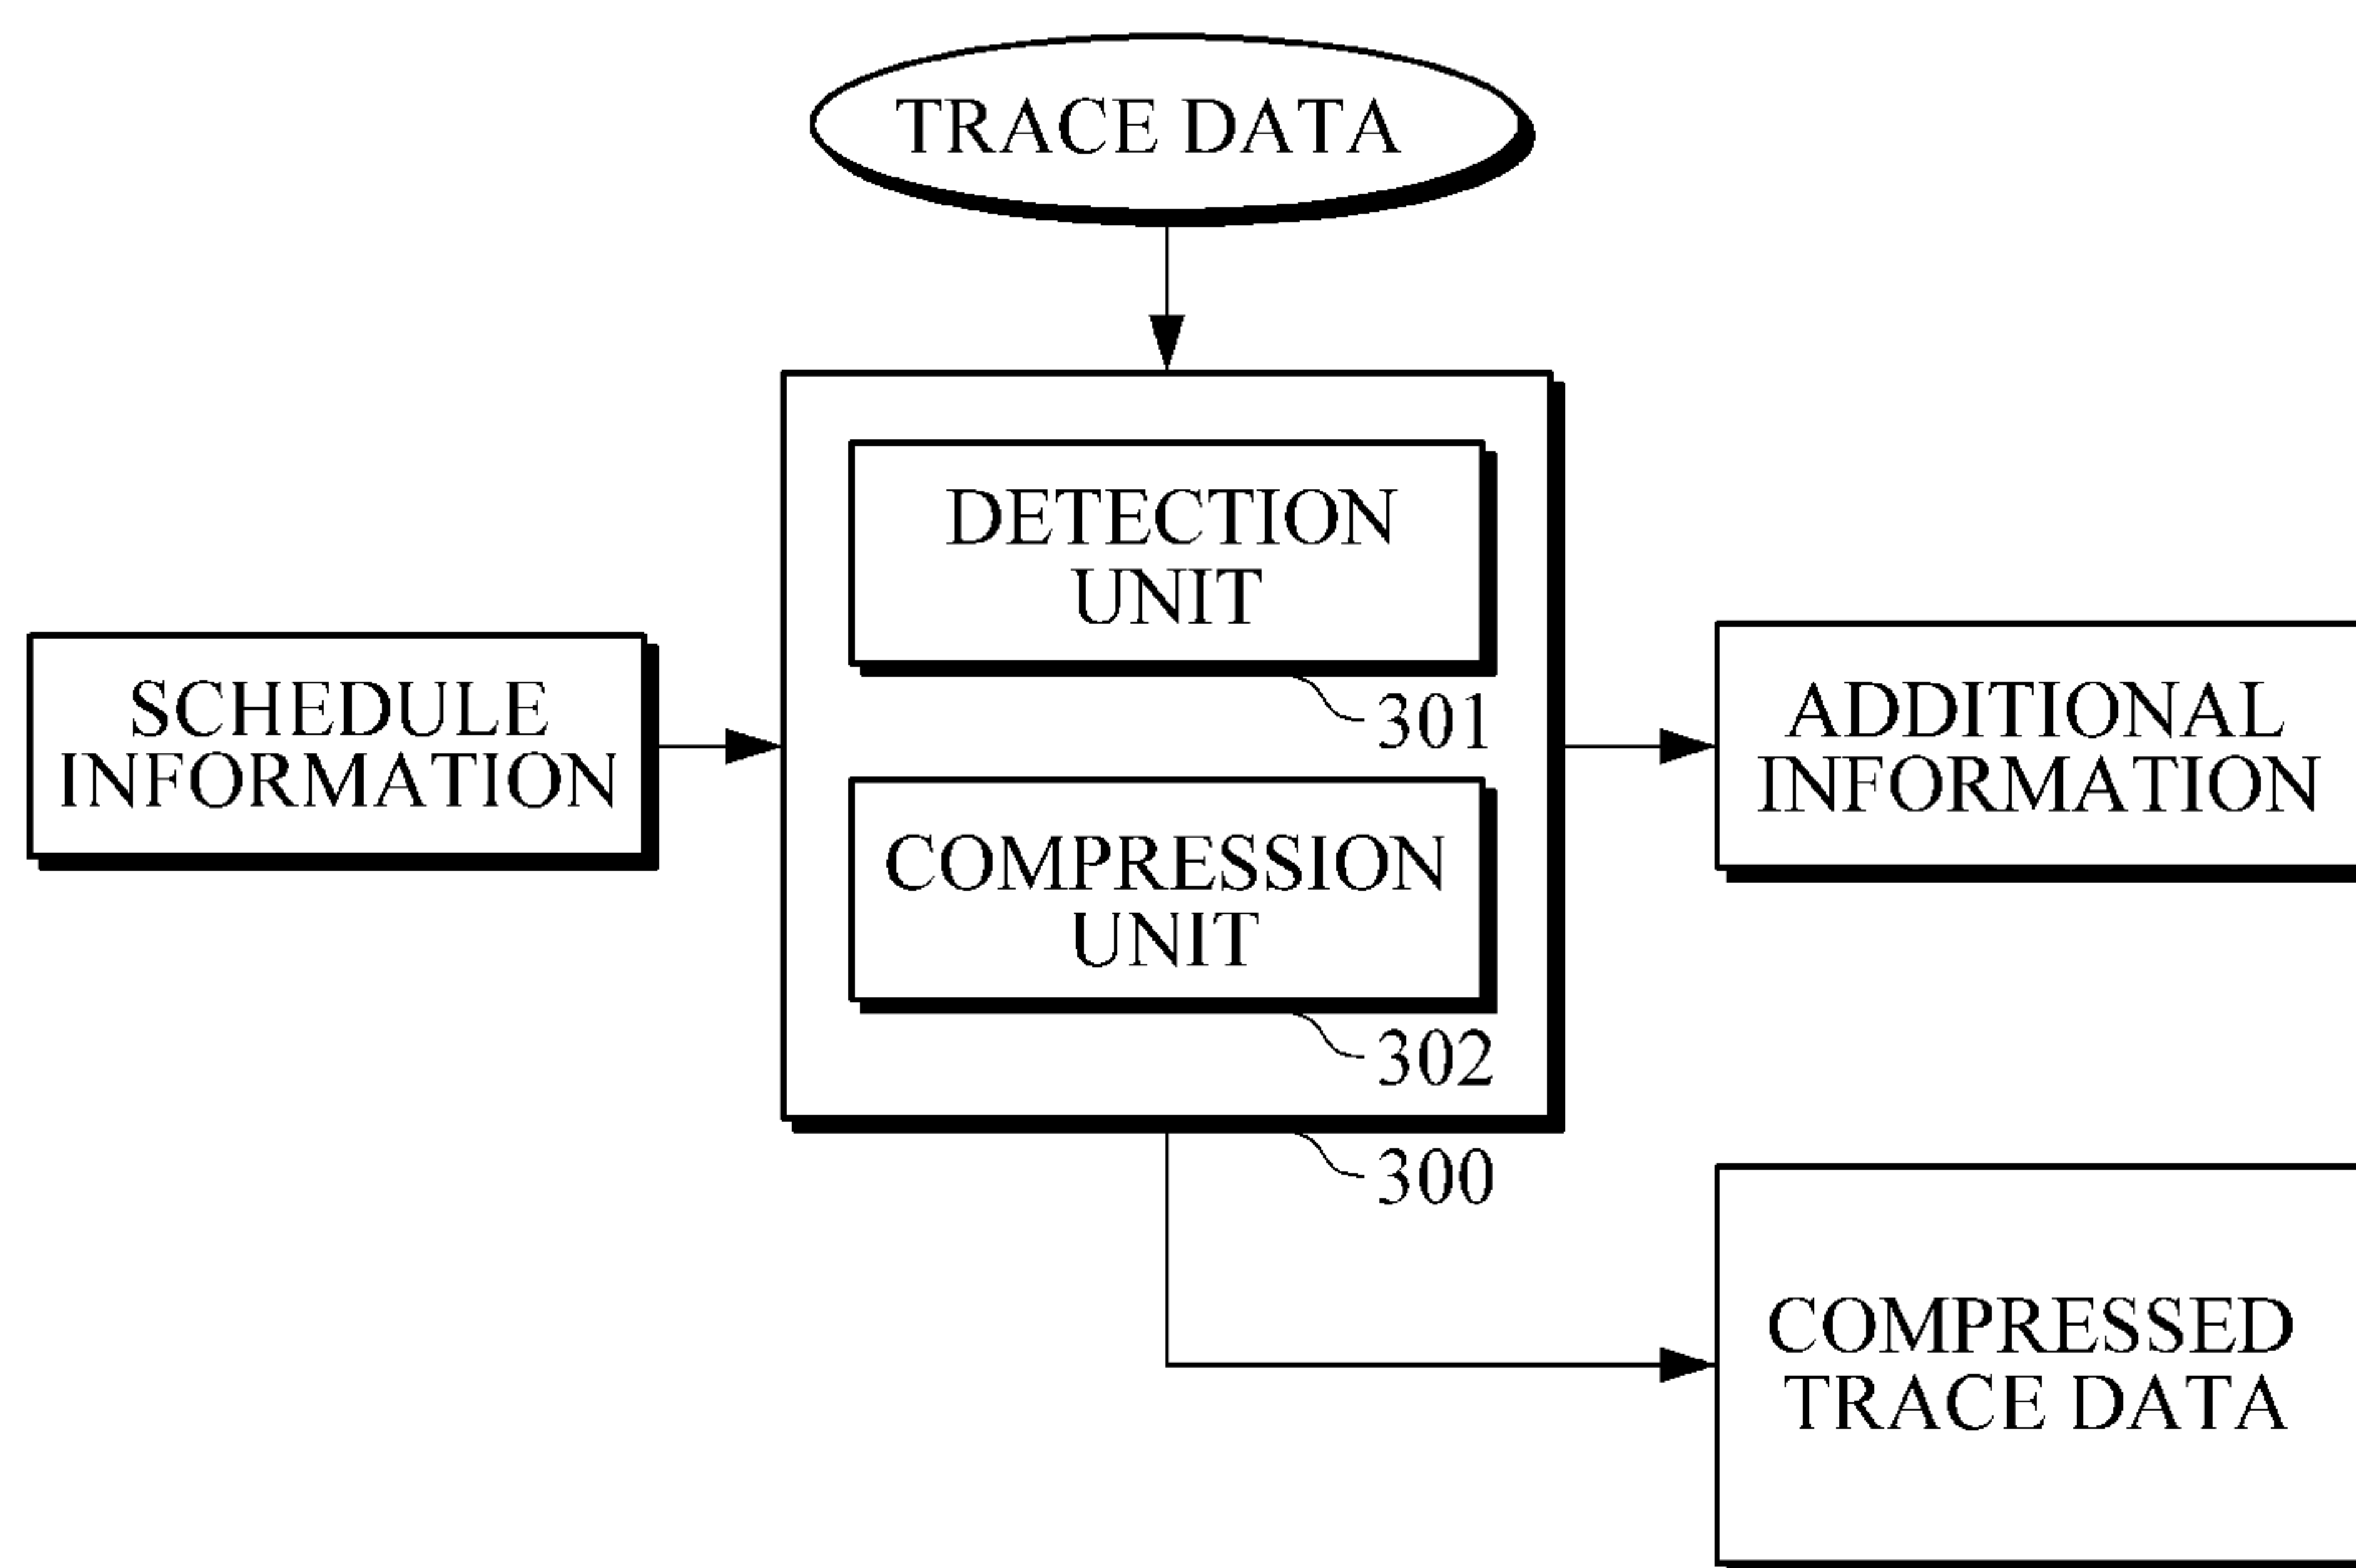 TRACE DATA
DETECTION
UNIT
301
SCHEDULE
INFORMATION
ADDITIONAL
INFORMATION
COMPRESSION
UNIT
302
300
COMPRESSED
TRACE DATA